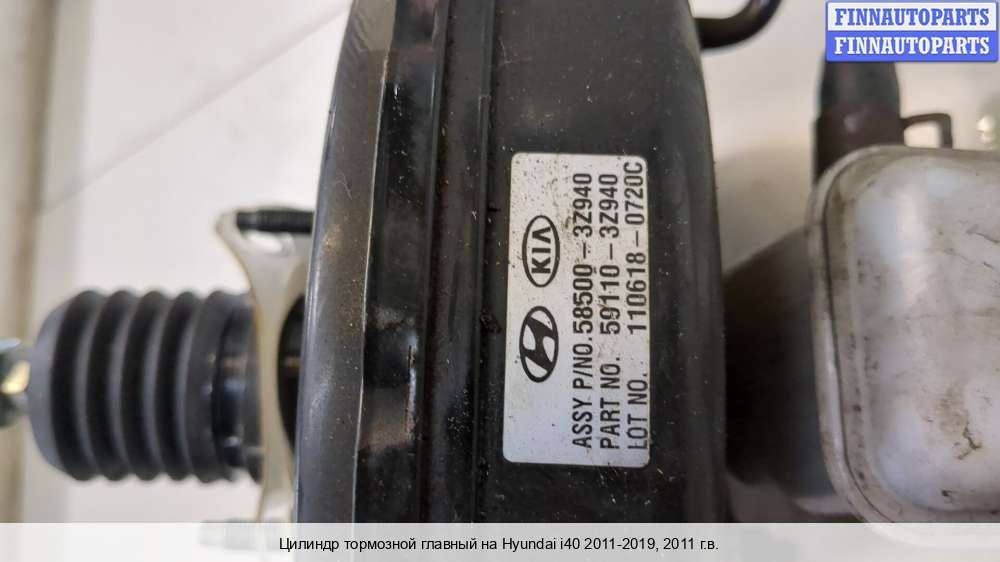 FINNAUTOPARTS
FINNAUTOPARTS
KIA
ASSY P/NO.58500-3Z940
PART NO. 59110-3Z940
LOT NO. 110618-0720C
Цилиндр тормозной главный на Hyundai i40 2011-2019, 2011 г.в.